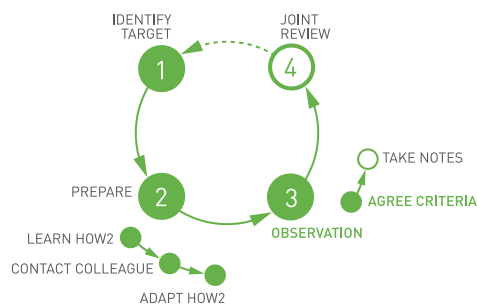 IDENTIFY
TARGET
1
JOINT
REVIEW
4
PREPARE
2
3
OBSERVATION
TAKE NOTES
AGREE CRITERIA
LEARN HOW2
CONTACT COLLEAGUE
ADAPT HOW2